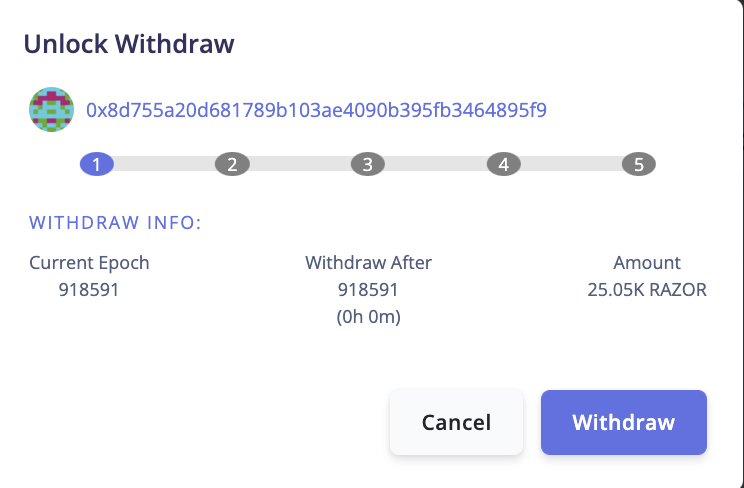 Unlock Withdraw
0x8d755a20d681789b103ae4090b395fb3464895f9
1 2 3 4 5
WITHDRAW INFO:
Current Epoch Withdraw After Amount
918591 918591 25.05K RAZOR
(0h 0m)
Cancel Withdraw